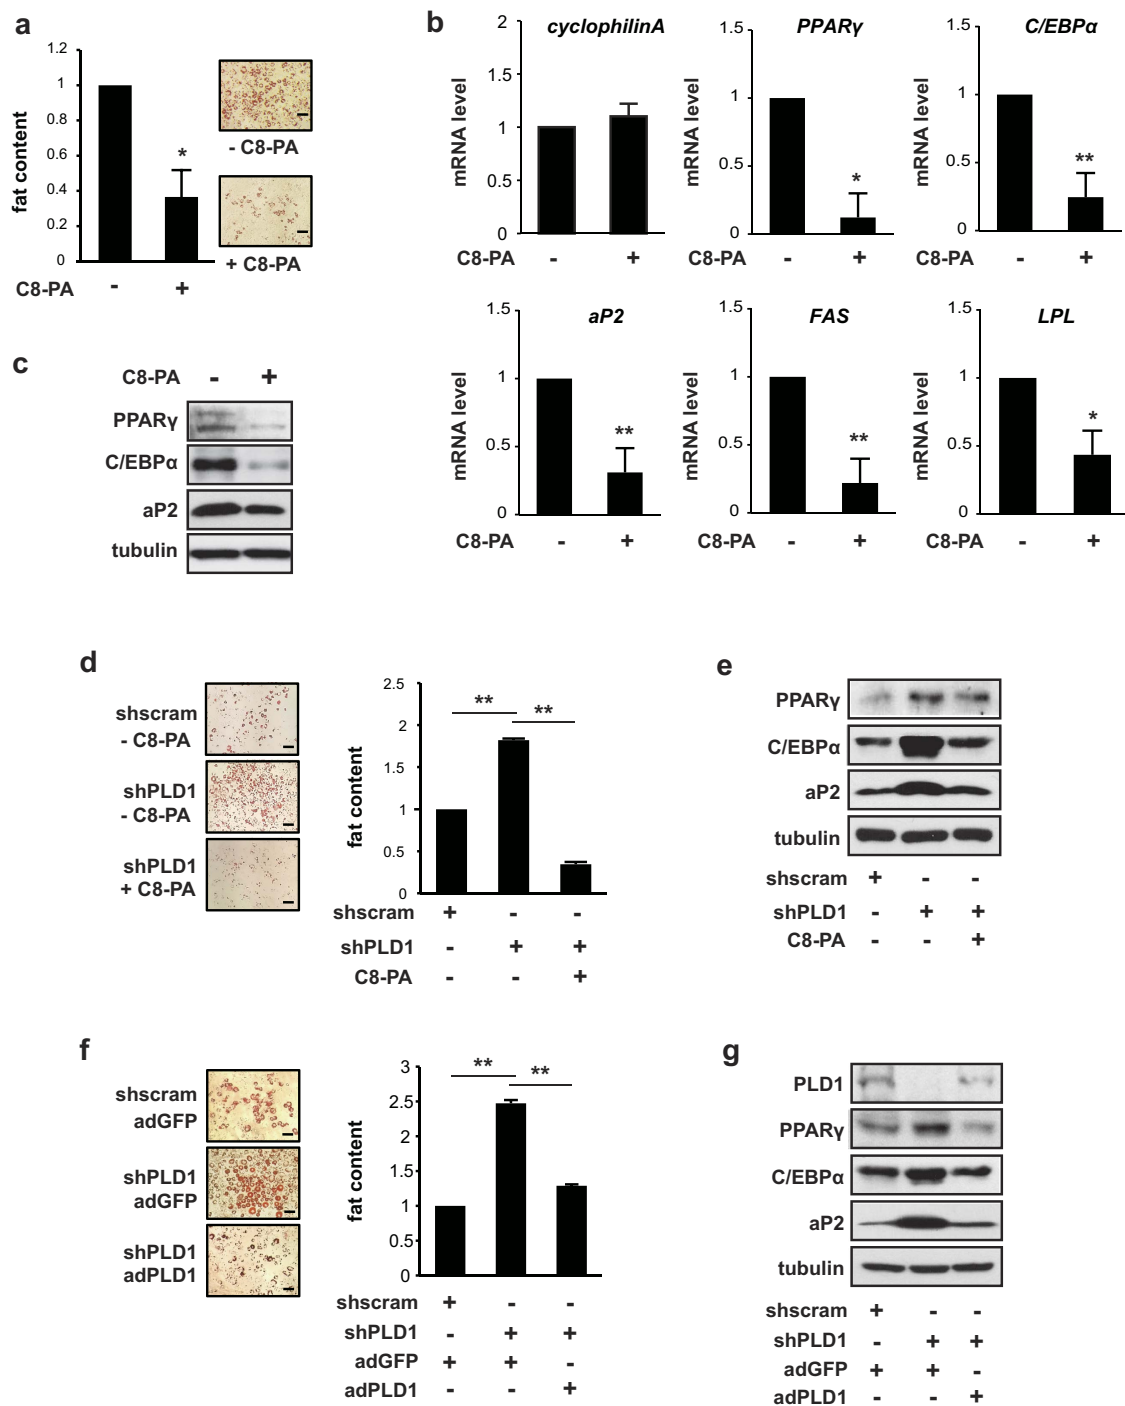 a
1.2
1
0.8
0.6
0.4
0.2
0
fat content
*
- C8-PA
+ C8-PA
C8-PA - +
b
cyclophilinA
2
1.5
1
0.5
0
mRNA level
C8-PA - +
PPARγ
1.5
1
0.5
0
mRNA level
*
C8-PA - +
C/EBPα
1.5
1
0.5
0
mRNA level
**
C8-PA - +
aP2
1.5
1
0.5
0
mRNA level
**
C8-PA - +
FAS
1.5
1
0.5
0
mRNA level
**
C8-PA - +
LPL
1.5
1
0.5
0
mRNA level
*
C8-PA - +
c
C8-PA - +
PPARγ
C/EBPα
aP2
tubulin
d
shscram
- C8-PA
shPLD1
- C8-PA
shPLD1
+ C8-PA
2.5
2
1.5
1
0.5
0
fat content
** **
shscram + - -
shPLD1 - + +
C8-PA - - +
e
PPARγ
C/EBPα
aP2
tubulin
shscram + - -
shPLD1 - + +
C8-PA - - +
f
shscram
adGFP
shPLD1
adGFP
shPLD1
adPLD1
3
2.5
2
1.5
1
0.5
0
fat content
** **
shscram + - -
shPLD1 - + +
adGFP + + -
adPLD1 - - +
g
PLD1
PPARγ
C/EBPα
aP2
tubulin
shscram + - -
shPLD1 - + +
adGFP + + -
adPLD1 - - +